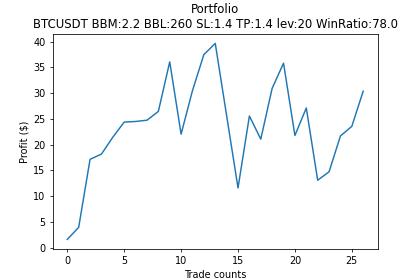 Portfolio
BTCUSDT BBM:2.2 BBL:260 SL:1.4 TP:1.4 lev:20 WinRatio:78.0
40
35
30
25
20
15
10
5
0
Profit ($)
0 5 10 15 20 25
Trade counts